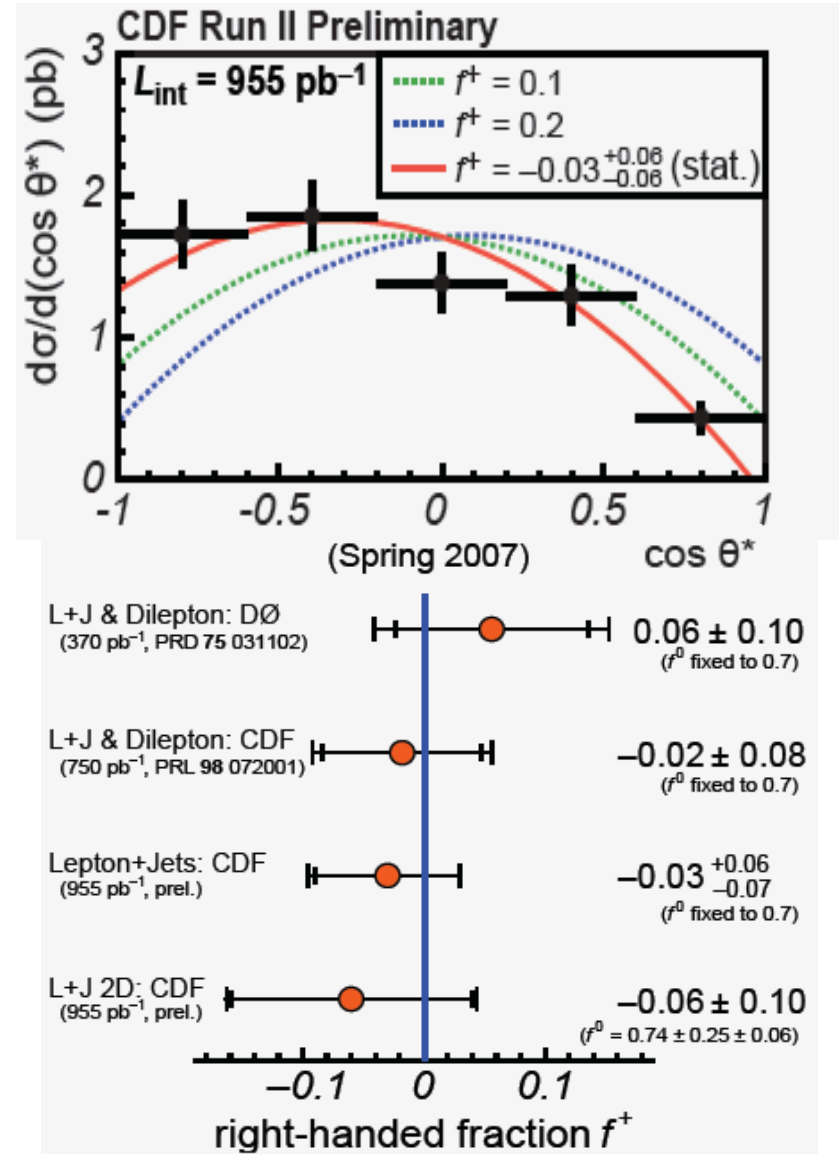 CDF Run II Preliminary
3
L_int = 955 pb⁻¹
f⁺ = 0.1
f⁺ = 0.2
f⁺ = –0.03 +0.06 –0.06 (stat.)
dσ/d(cos θ*) (pb)
2
1
0
-1 -0.5 0 0.5 1
(Spring 2007) cos θ*
L+J & Dilepton: DØ
(370 pb⁻¹, PRD 75 031102)
0.06 ± 0.10
(f⁰ fixed to 0.7)
L+J & Dilepton: CDF
(750 pb⁻¹, PRL 98 072001)
–0.02 ± 0.08
(f⁰ fixed to 0.7)
Lepton+Jets: CDF
(955 pb⁻¹, prel.)
–0.03 +0.06 –0.07
(f⁰ fixed to 0.7)
L+J 2D: CDF
(955 pb⁻¹, prel.)
–0.06 ± 0.10
(f⁰ = 0.74 ± 0.25 ± 0.06)
–0.1 0 0.1
right-handed fraction f⁺